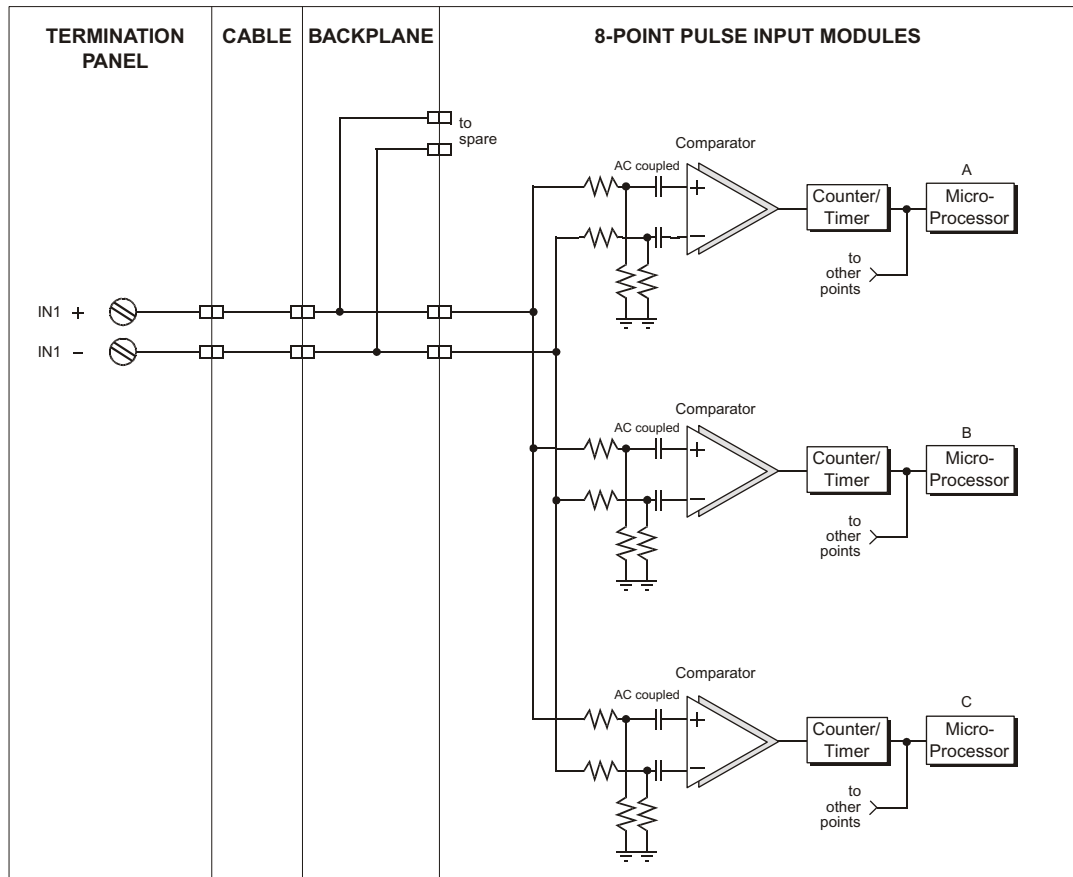 TERMINATION
PANEL
CABLE
BACKPLANE
8-POINT PULSE INPUT MODULES
to
spare
Comparator
AC coupled
+
−
Counter/
Timer
A
Micro-
Processor
to
other
points
IN1 +
IN1 −
Comparator
AC coupled
+
−
Counter/
Timer
B
Micro-
Processor
to
other
points
Comparator
AC coupled
+
−
Counter/
Timer
C
Micro-
Processor
to
other
points